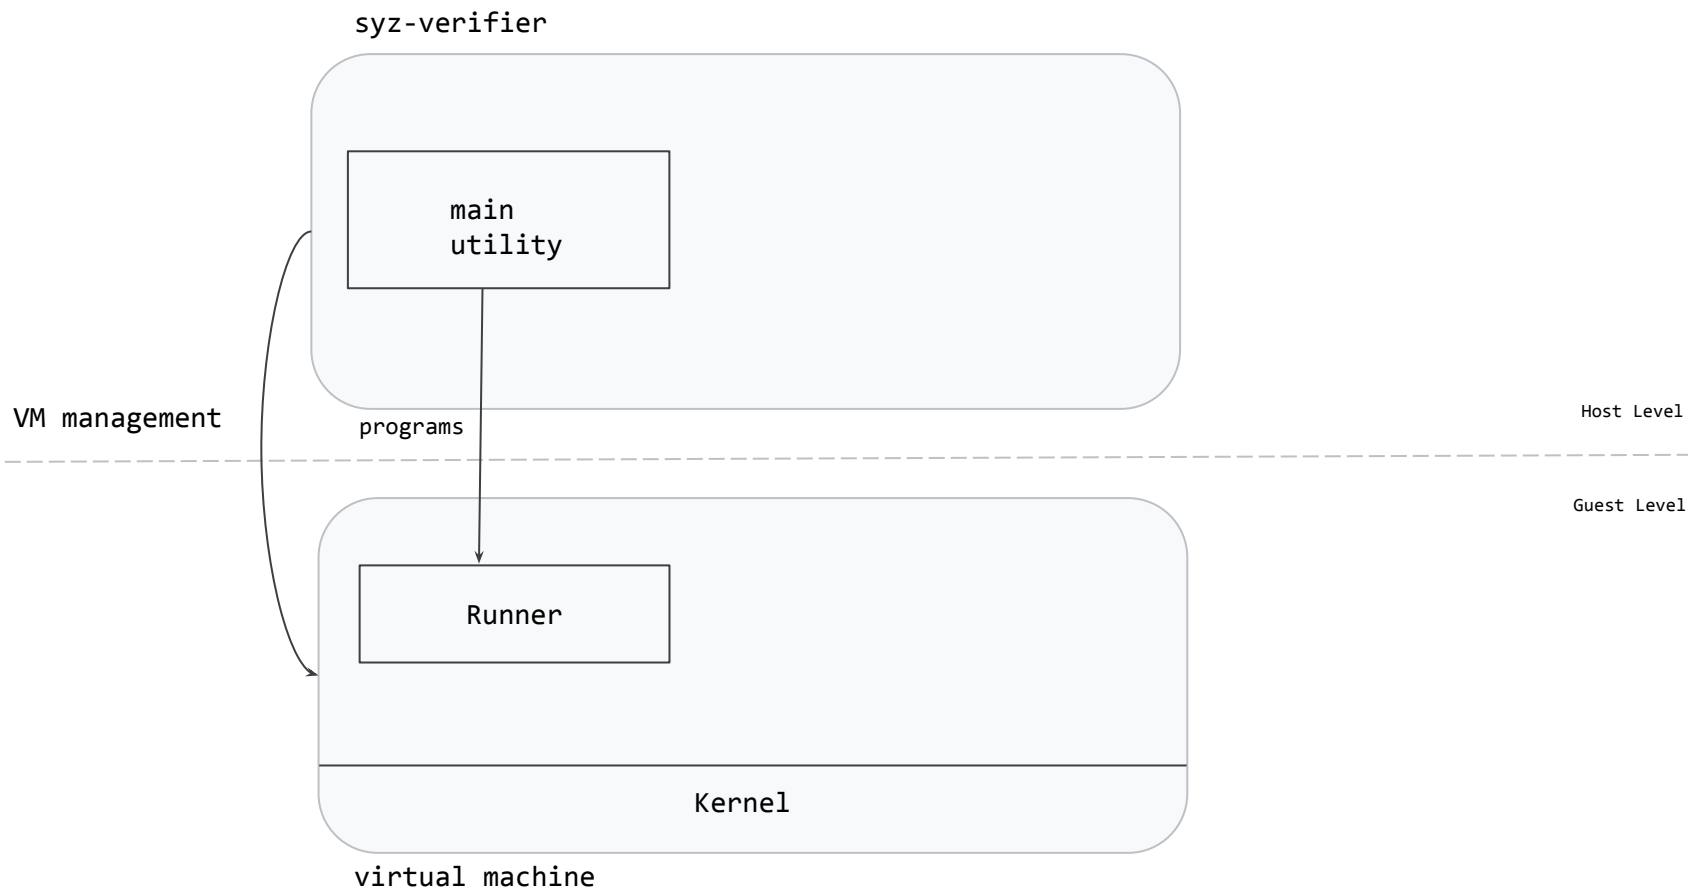 syz-verifier
main
utility
VM management
programs
Host Level
Guest Level
Runner
Kernel
virtual machine